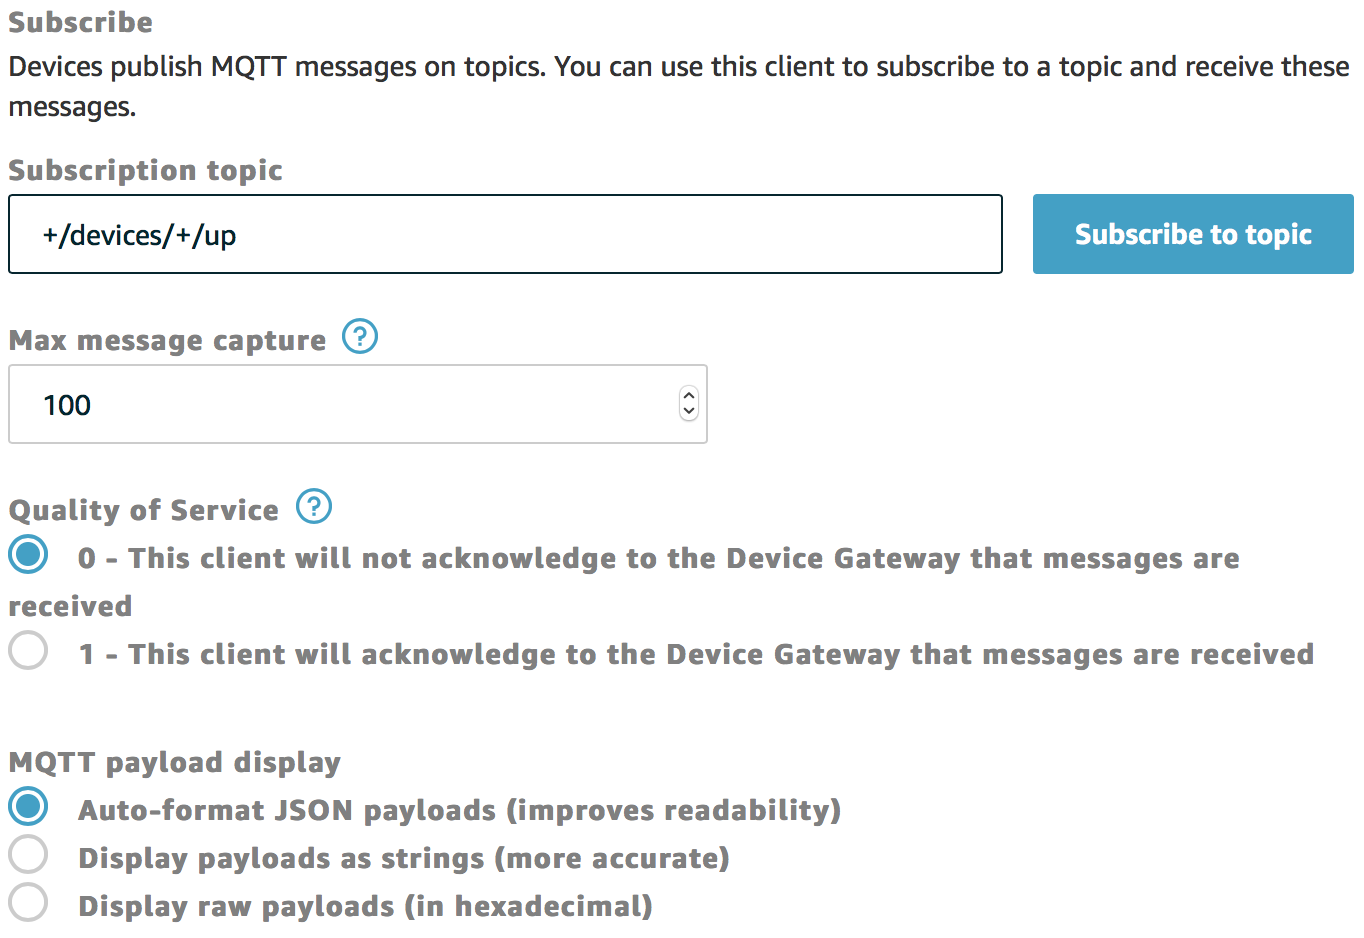 Subscribe
Devices publish MQTT messages on topics. You can use this client to subscribe to a topic and receive these
messages.
Subscription topic
+/devices/+/up
Subscribe to topic
Max message capture ?
100
Quality of Service ?
0 - This client will not acknowledge to the Device Gateway that messages are
received
1 - This client will acknowledge to the Device Gateway that messages are received
MQTT payload display
Auto-format JSON payloads (improves readability)
Display payloads as strings (more accurate)
Display raw payloads (in hexadecimal)